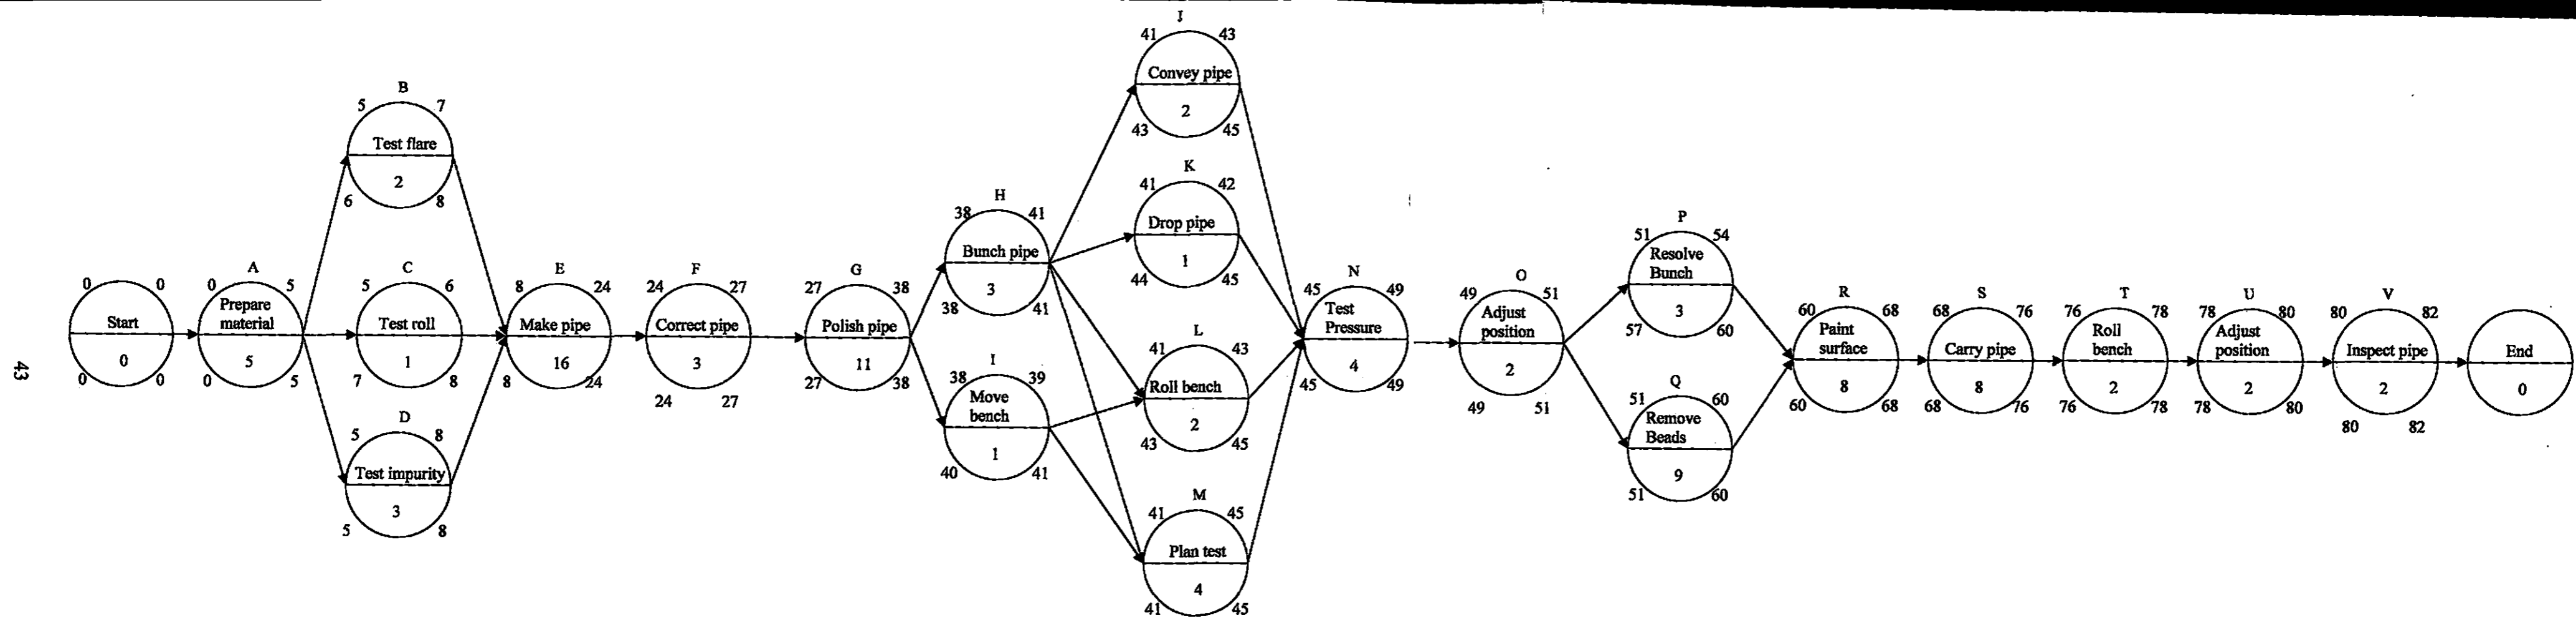 43
0 0
Start
0
0 0
A
0 5
Prepare
material
5
0 5
B
5 7
Test flare
2
6 8
C
5 6
Test roll
1
7 8
D
5 8
Test impurity
3
5 8
E
8 24
Make pipe
16
8 24
F
24 27
Correct pipe
3
24 27
G
27 38
Polish pipe
11
27 38
H
38 41
Bunch pipe
3
38 41
I
38 39
Move
bench
1
40 41
J
41 43
Convey pipe
2
43 45
K
41 42
Drop pipe
1
44 45
L
41 43
Roll bench
2
43 45
M
41 45
Plan test
4
41 45
N
45 49
Test
Pressure
4
45 49
O
49 51
Adjust
position
2
49 51
P
51 54
Resolve
Bunch
3
57 60
Q
51 60
Remove
Beads
9
51 60
R
60 68
Paint
surface
8
60 68
S
68 76
Carry pipe
8
68 76
T
76 78
Roll
bench
2
76 78
U
78 80
Adjust
position
2
78 80
V
80 82
Inspect pipe
2
80 82
End
0